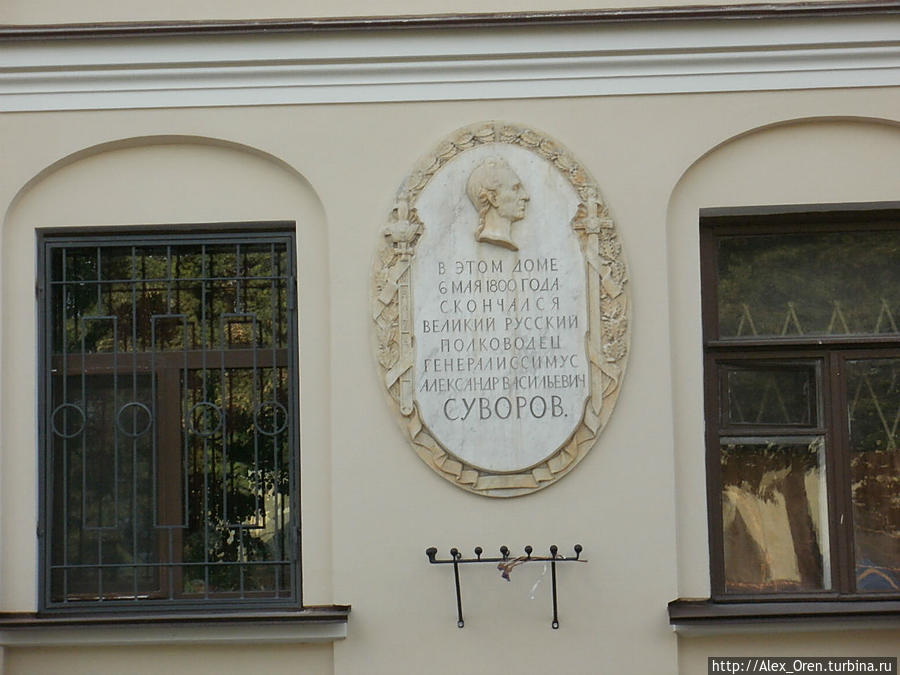 В ЭТОМ ДОМЕ
6 МАЯ 1800 ГОДА
СКОНЧАЛСЯ
ВЕЛИКИЙ РУССКИЙ
ПОЛКОВОДЕЦ
ГЕНЕРАЛИССИМУС
АЛЕКСАНДР ВАСИЛЬЕВИЧ
СУВОРОВ.
http://Alex_Oren.turbina.ru